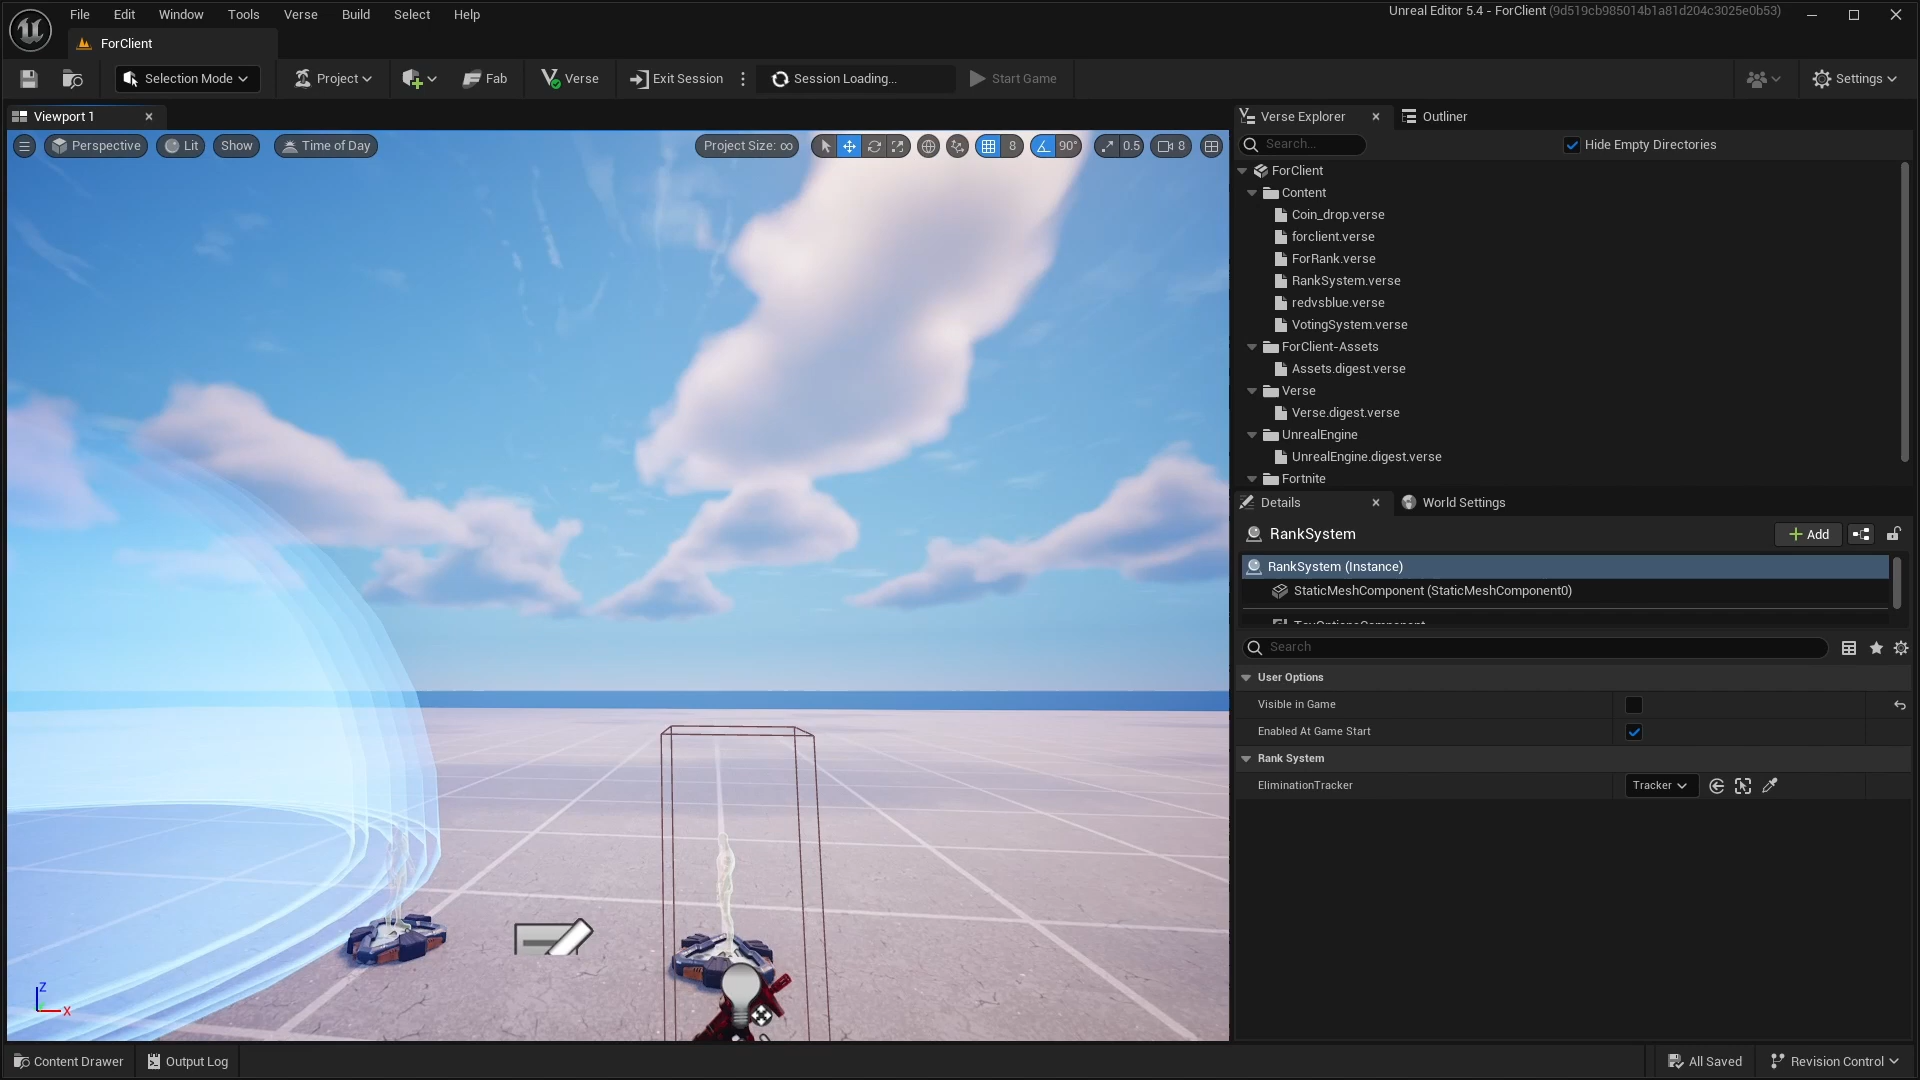 File Edit Window Tools Verse Build Select Help
Unreal Editor 5.4 - ForClient (9d519cb985014b1a81d204c3025e0b53)
ForClient
Selection Mode Project Fab Verse Exit Session Session Loading... Start Game Settings
Viewport 1
Perspective Lit Show Time of Day Project Size: ∞ 8 90° 0.5 8
Verse Explorer Outliner
Search... Hide Empty Directories
ForClient
Content
Coin_drop.verse
forclient.verse
ForRank.verse
RankSystem.verse
redvsblue.verse
VotingSystem.verse
ForClient-Assets
Assets.digest.verse
Verse
Verse.digest.verse
UnrealEngine
UnrealEngine.digest.verse
Fortnite
Details World Settings
RankSystem Add
RankSystem (Instance)
StaticMeshComponent (StaticMeshComponent0)
Search
User Options
Visible in Game
Enabled At Game Start
Rank System
EliminationTracker Tracker
Z
X
Content Drawer Output Log All Saved Revision Control